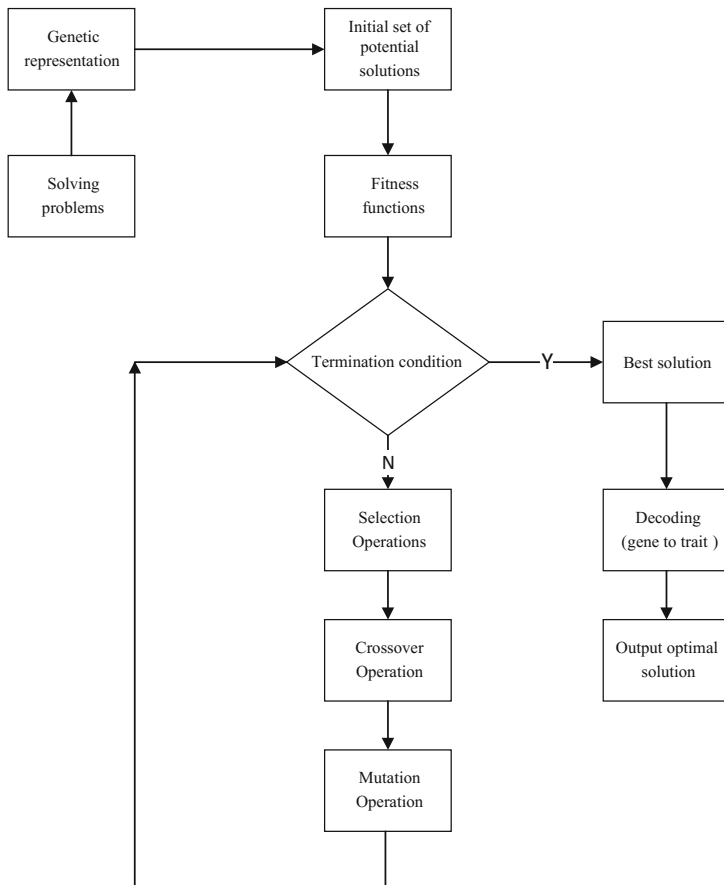 Genetic
representation
Initial set of
potential
solutions
Solving
problems
Fitness
functions
Termination condition
Y
Best solution
N
Selection
Operations
Decoding
(gene to trait )
Crossover
Operation
Output optimal
solution
Mutation
Operation